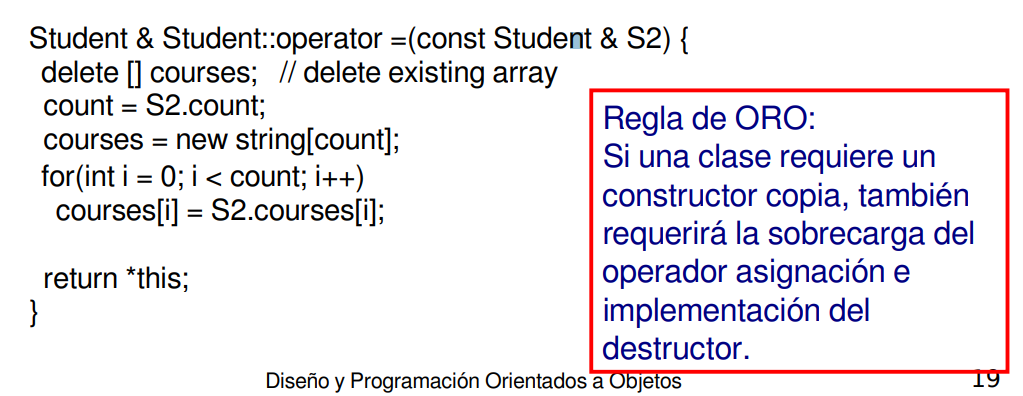 Student & Student::operator =(const Student & S2) {
delete [] courses;   // delete existing array
count = S2.count;
courses = new string[count];
for(int i = 0; i < count; i++)
courses[i] = S2.courses[i];
return *this;
}
Regla de ORO:
Si una clase requiere un
constructor copia, también
requerirá la sobrecarga del
operador asignación e
implementación del
destructor.
Diseño y Programación Orientados a Objetos
19